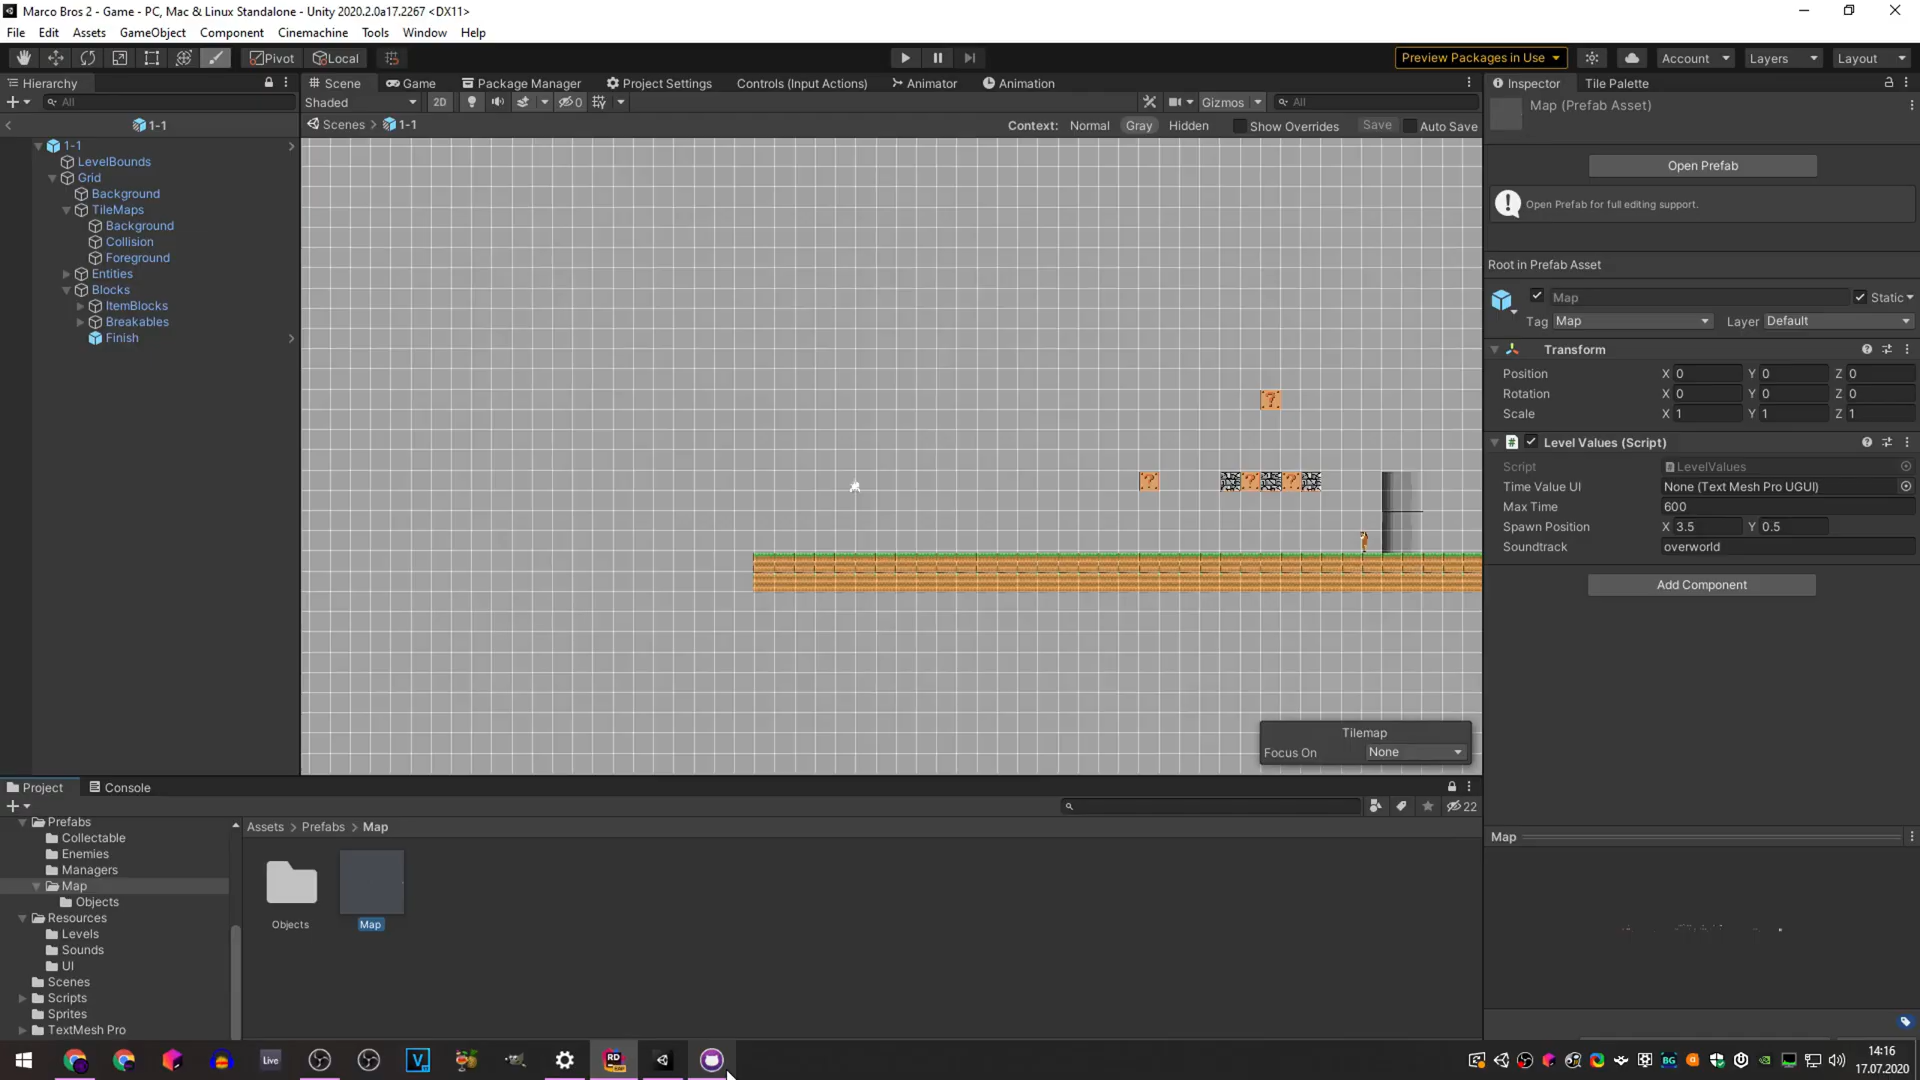 Marco Bros 2 - Game - PC, Mac & Linux Standalone - Unity 2020.2.0a17.2267 <DX11>
File Edit Assets GameObject Component Cinemachine Tools Window Help
Pivot Local Preview Packages in Use Account Layers Layout
Hierarchy Scene Game Package Manager Project Settings Controls (Input Actions) Animator Animation Inspector Tile Palette
All Shaded 2D 0 Gizmos All
Map (Prefab Asset)
1-1 Scenes 1-1 Context: Normal Gray Hidden Show Overrides Save Auto Save
1-1
LevelBounds
Grid
Background
TileMaps
Background
Collision
Foreground
Entities
Blocks
ItemBlocks
Breakables
Finish
Open Prefab
Open Prefab for full editing support.
Root in Prefab Asset
Map Static
Tag Map Layer Default
Transform
Position X 0 Y 0 Z 0
Rotation X 0 Y 0 Z 0
Scale X 1 Y 1 Z 1
Level Values (Script)
Script LevelValues
Time Value UI None (Text Mesh Pro UGUI)
Max Time 600
Spawn Position X 3.5 Y 0.5
Soundtrack overworld
Add Component
?
? ? ?
Tilemap
Focus On None
Project Console
22
Prefabs
Collectable
Enemies
Managers
Map
Objects
Resources
Levels
Sounds
UI
Scenes
Scripts
Sprites
TextMesh Pro
Assets > Prefabs > Map
Objects Map
Map
Live V RD BG
14:16
17.07.2020